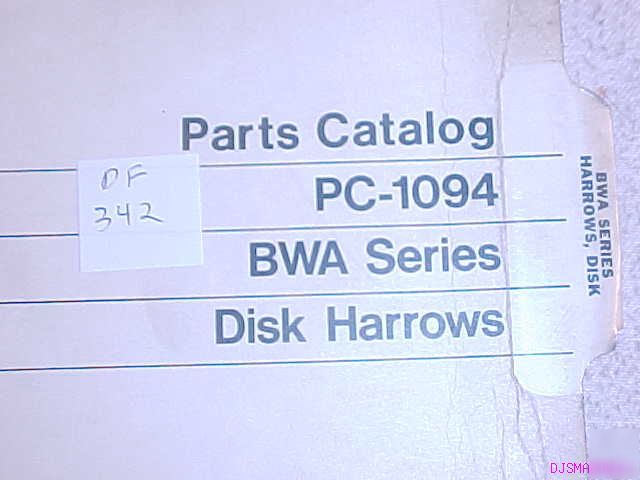 Parts Catalog
PC-1094
BWA Series
Disk Harrows
DF
342
BWA SERIES
HARROWS, DISK
DJSMA